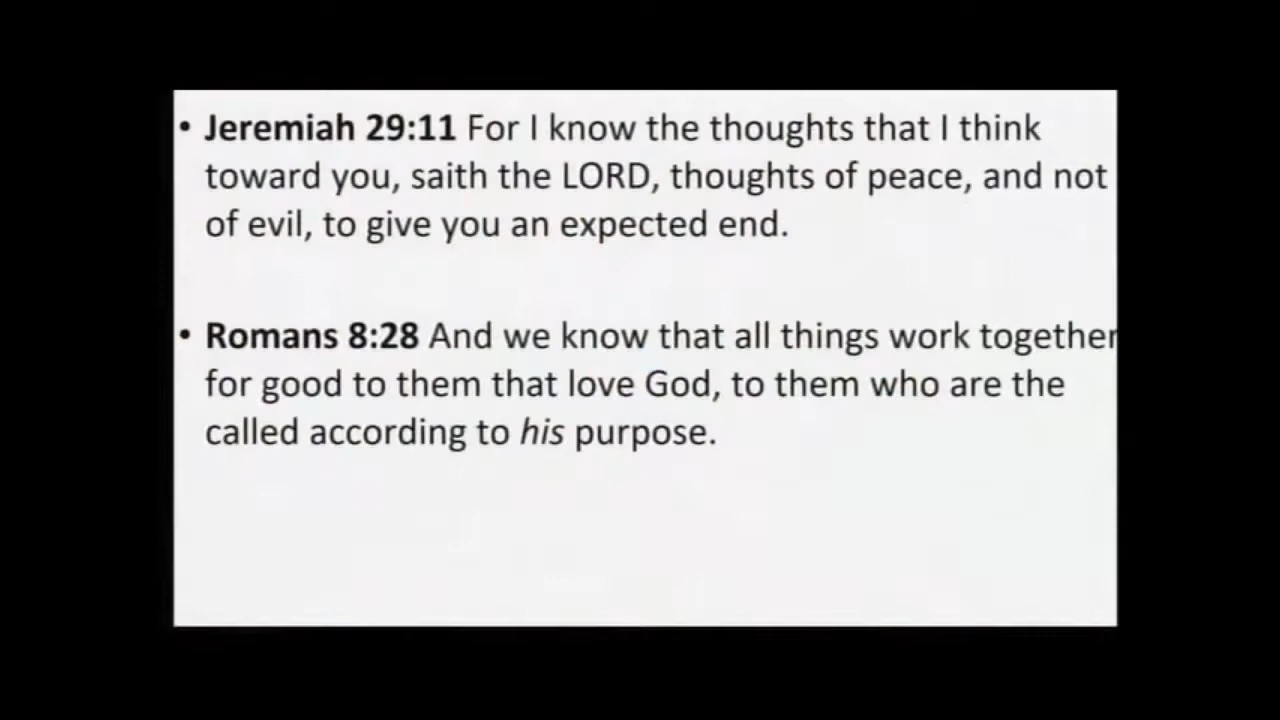 • Jeremiah 29:11 For I know the thoughts that I think
toward you, saith the LORD, thoughts of peace, and not
of evil, to give you an expected end.
• Romans 8:28 And we know that all things work together
for good to them that love God, to them who are the
called according to his purpose.